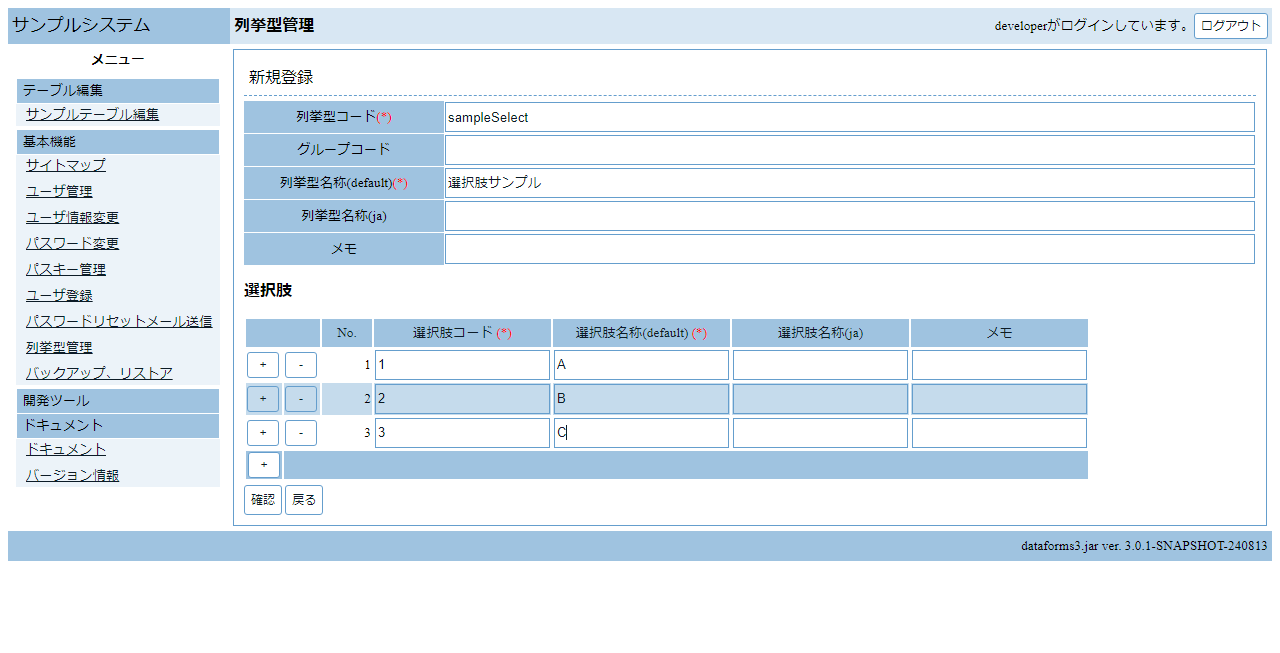 サンプルシステム
列挙型管理
developerがログインしています。 ログアウト
メニュー
テーブル編集
サンプルテーブル編集
基本機能
サイトマップ
ユーザ管理
ユーザ情報変更
パスワード変更
パスキー管理
ユーザ登録
パスワードリセットメール送信
列挙型管理
バックアップ、リストア
開発ツール
ドキュメント
ドキュメント
バージョン情報
新規登録
列挙型コード(*) sampleSelect
グループコード
列挙型名称(default)(*) 選択肢サンプル
列挙型名称(ja)
メモ
選択肢
No. 選択肢コード (*) 選択肢名称(default) (*) 選択肢名称(ja) メモ
+ - 1 1 A
+ - 2 2 B
+ - 3 3 C
+
確認 戻る
dataforms3.jar ver. 3.0.1-SNAPSHOT-240813